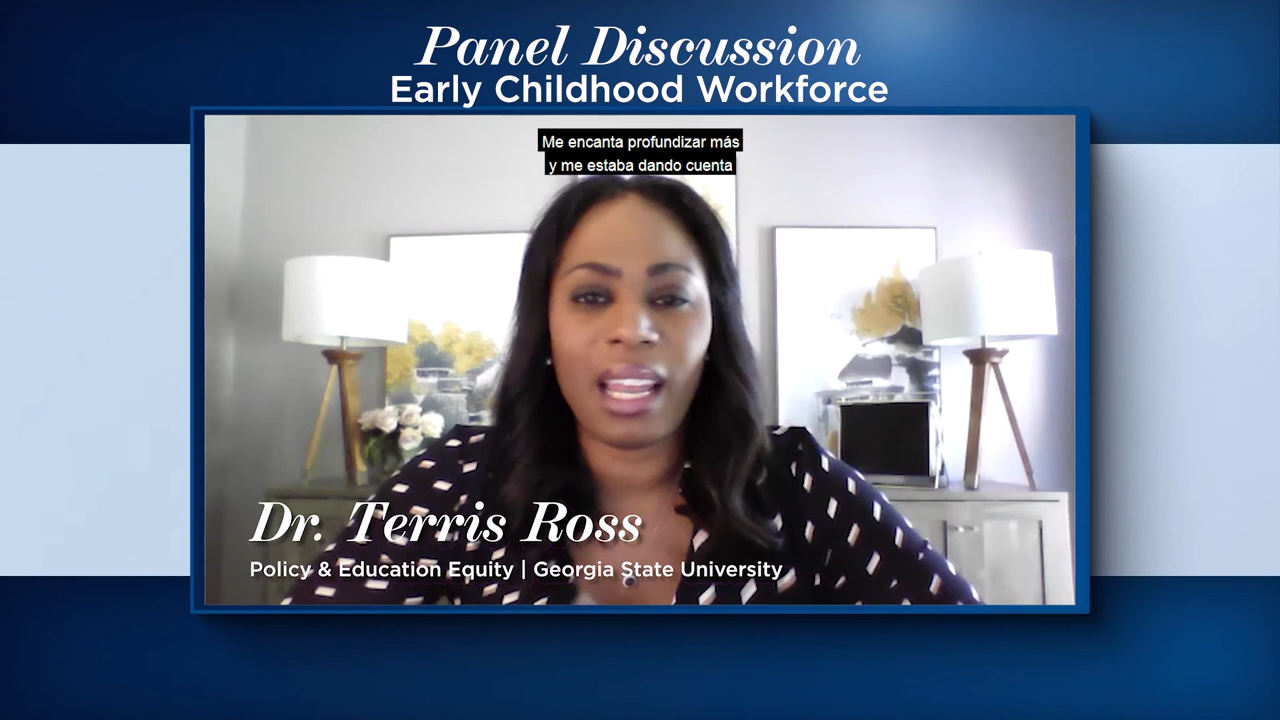 Panel Discussion
Early Childhood Workforce
Me encanta profundizar más
y me estaba dando cuenta
Dr. Terris Ross
Policy & Education Equity | Georgia State University